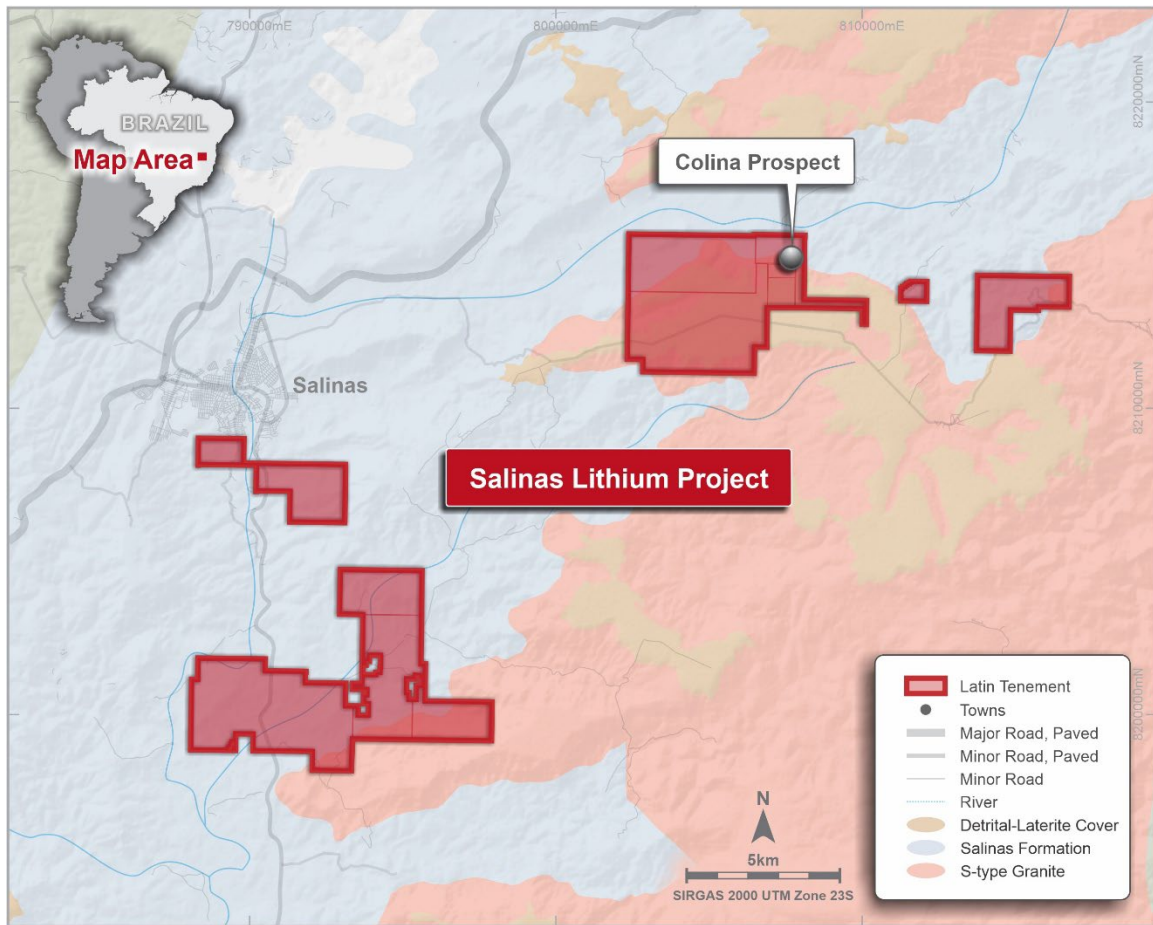 790000mE
800000mE
810000mE
8220000mN
BRAZIL
Map Area
Colina Prospect
Salinas
8210000mN
Salinas Lithium Project
8200000mN
Latin Tenement
Towns
Major Road, Paved
Minor Road, Paved
Minor Road
River
Detrital-Laterite Cover
Salinas Formation
S-type Granite
N
5km
SIRGAS 2000 UTM Zone 23S